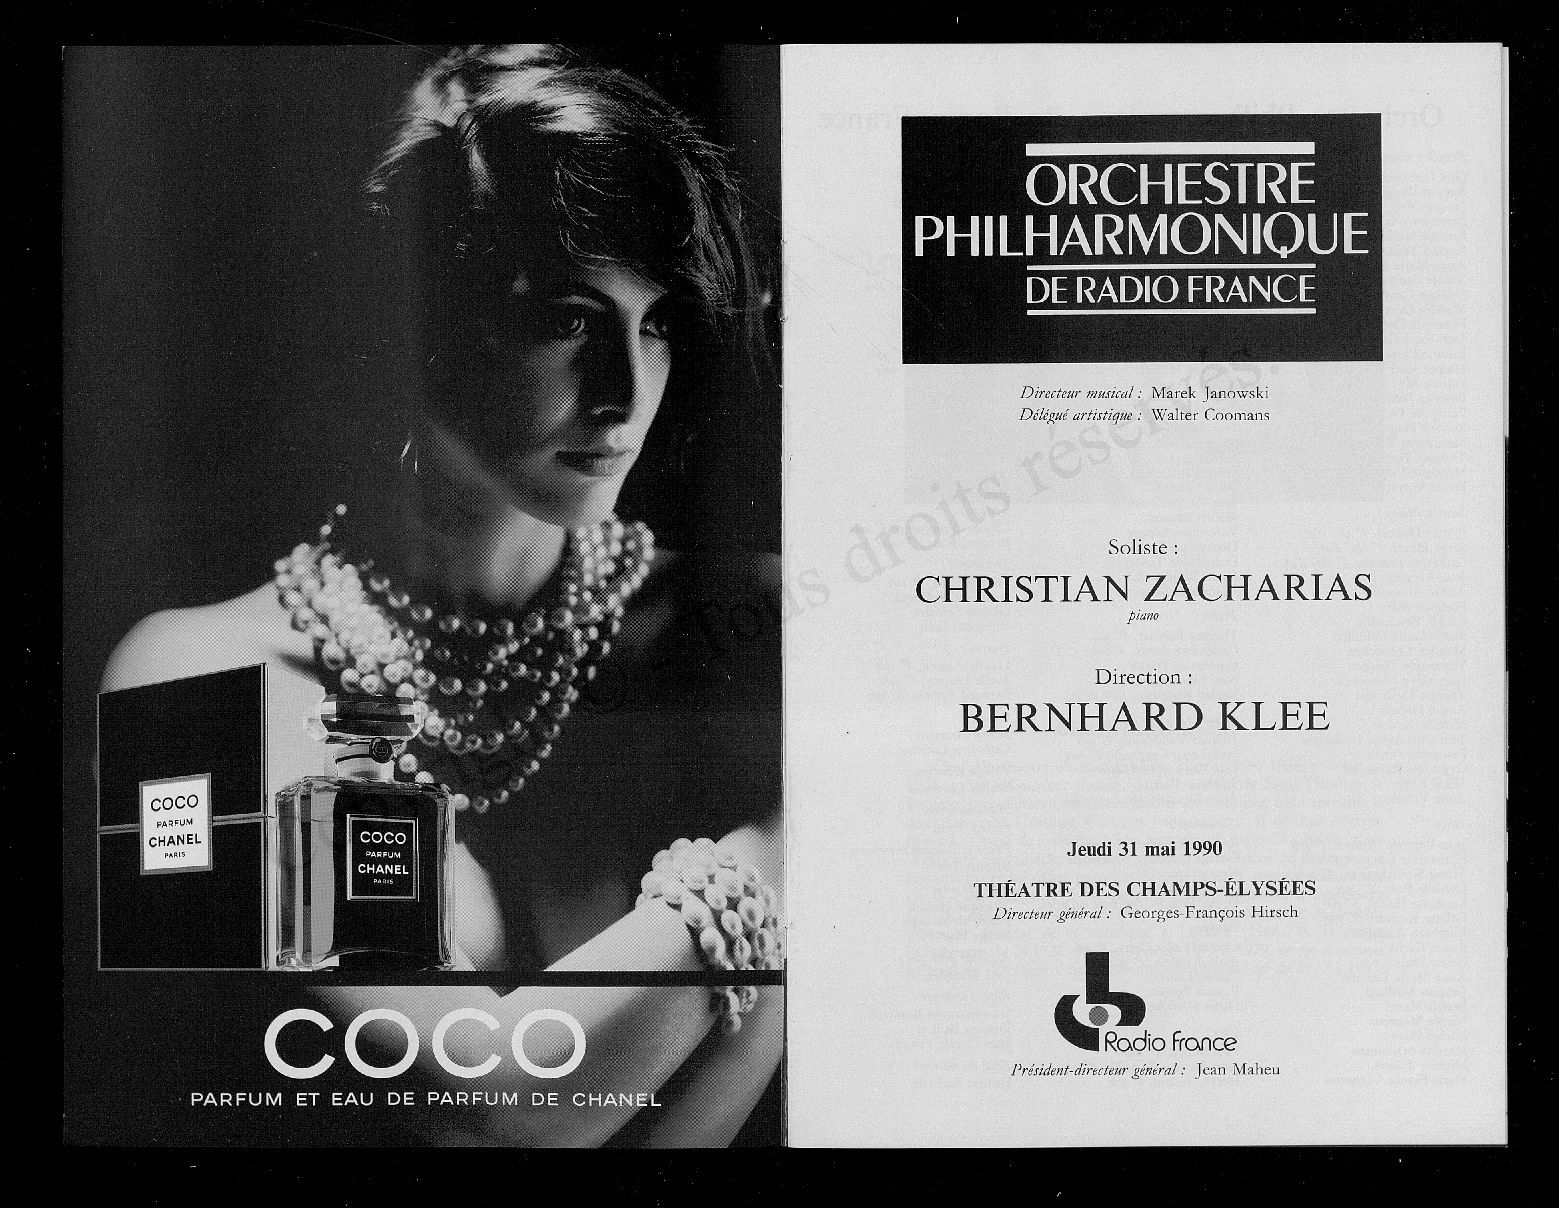 COCO
PARFUM
CHANEL
PARIS
COCO
PARFUM
CHANEL
PARIS
COCO
PARFUM ET EAU DE PARFUM DE CHANEL
ORCHESTRE
PHILHARMONIQUE
DE RADIO FRANCE
Directeur musical : Marek Janowski
Délégué artistique : Walter Coomans
droits réservés.
Soliste :
CHRISTIAN ZACHARIAS
piano
Direction :
BERNHARD KLEE
Jeudi 31 mai 1990
THÉATRE DES CHAMPS-ÉLYSÉES
Directeur général : Georges-François Hirsch
Radio France
Président-directeur général : Jean Maheu